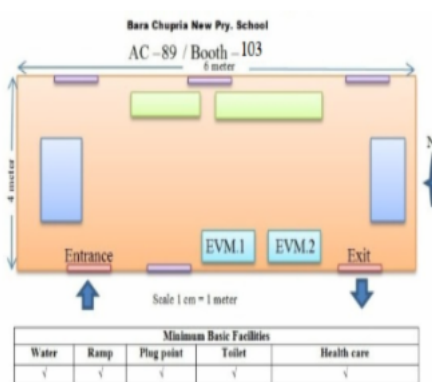 Bara Chupria New Pry. School
AC – 89 / Booth – 103
6 meter
4 meter
N
EVM.1 EVM.2
Entrance Exit
Scale 1 cm = 1 meter
Minimum Basic Facilities
Water Ramp Plug point Toilet Health care
√ √ √ √ √